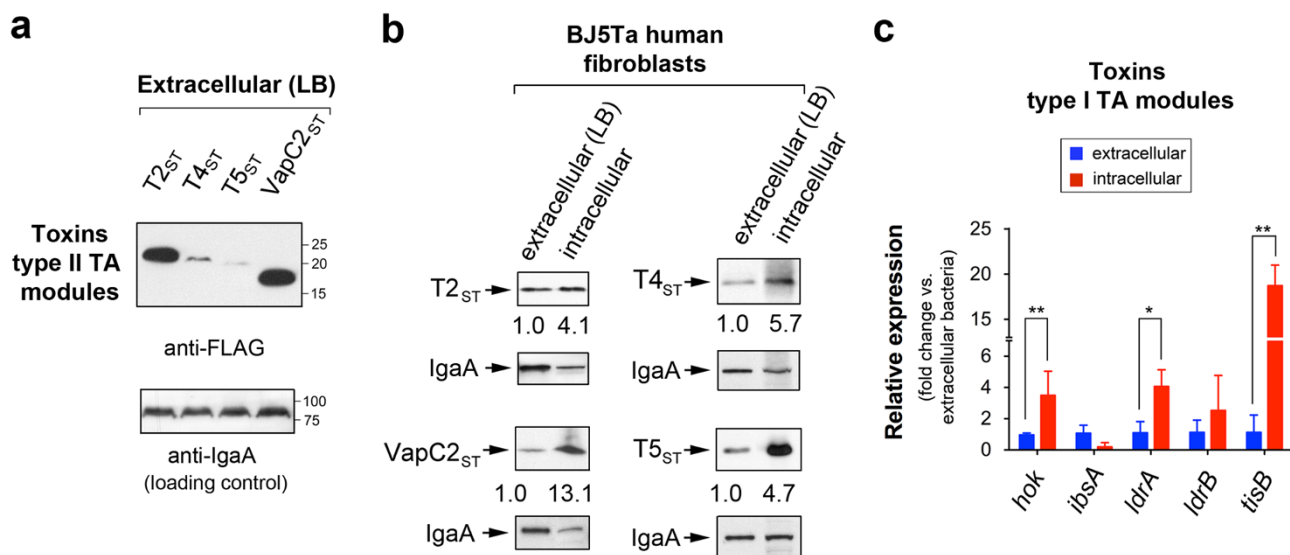 a
Extracellular (LB)
T2ST
T4ST
T5ST
VapC2ST
Toxins
type II TA
modules
25
20
15
anti-FLAG
100
75
anti-IgaA
(loading control)
b
BJ5Ta human
fibroblasts
extracellular (LB)
intracellular
T2ST
1.0 4.1
IgaA
VapC2ST
1.0 13.1
IgaA
extracellular (LB)
intracellular
T4ST
1.0 5.7
IgaA
T5ST
1.0 4.7
IgaA
c
Toxins
type I TA modules
extracellular
intracellular
Relative expression
(fold change vs.
extracellular bacteria)
25
20
15
6
4
2
0
**
*
**
hok
ibsA
ldrA
ldrB
tisB